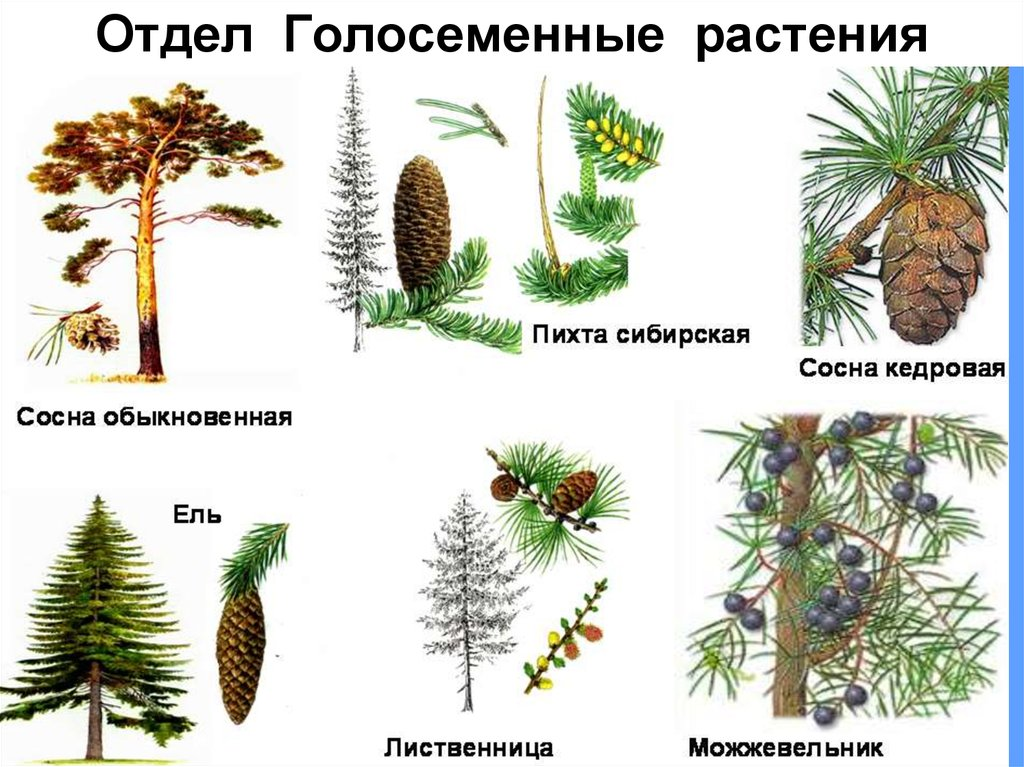 Отдел Голосеменные растения
Пихта сибирская
Сосна кедровая
Сосна обыкновенная
Ель
Лиственница
Можжевельник